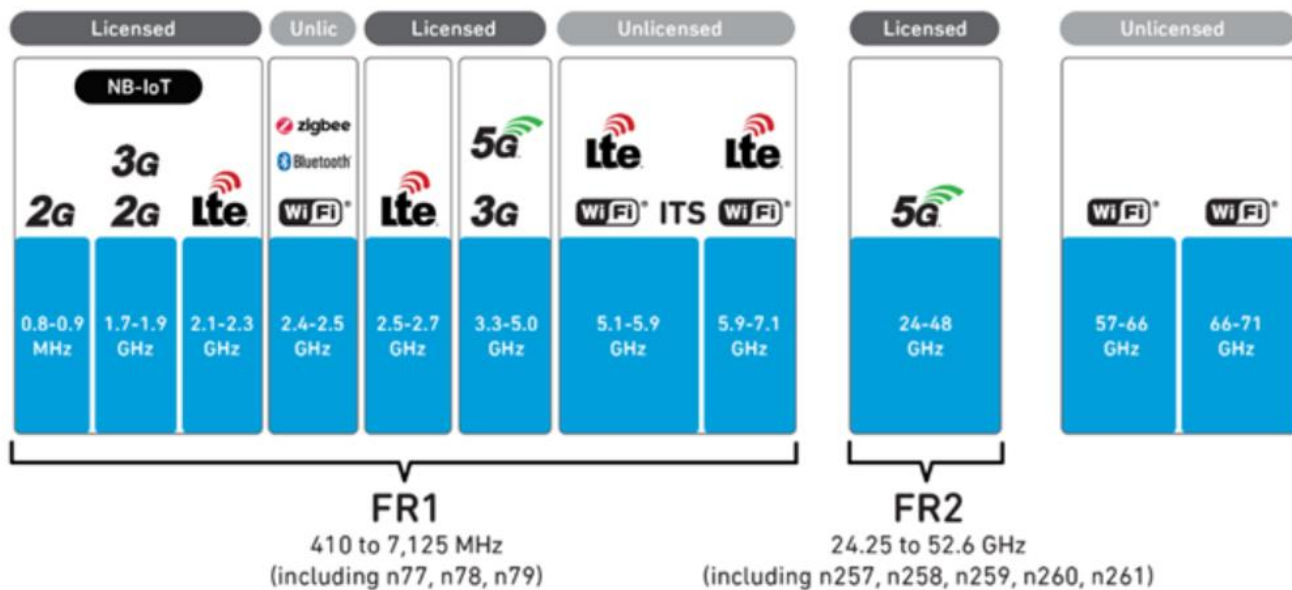 Licensed
Unlic
Licensed
Unlicensed
Licensed
Unlicensed
NB-IoT
zigbee
Bluetooth®
3G
5G
Lte
Lte
2G
2G
Lte
WiFi®
Lte
3G
WiFi®
ITS
WiFi®
5G
WiFi®
WiFi®
0.8-0.9
MHz
1.7-1.9
GHz
2.1-2.3
GHz
2.4-2.5
GHz
2.5-2.7
GHz
3.3-5.0
GHz
5.1-5.9
GHz
5.9-7.1
GHz
24-48
GHz
57-66
GHz
66-71
GHz
FR1
410 to 7,125 MHz
(including n77, n78, n79)
FR2
24.25 to 52.6 GHz
(including n257, n258, n259, n260, n261)